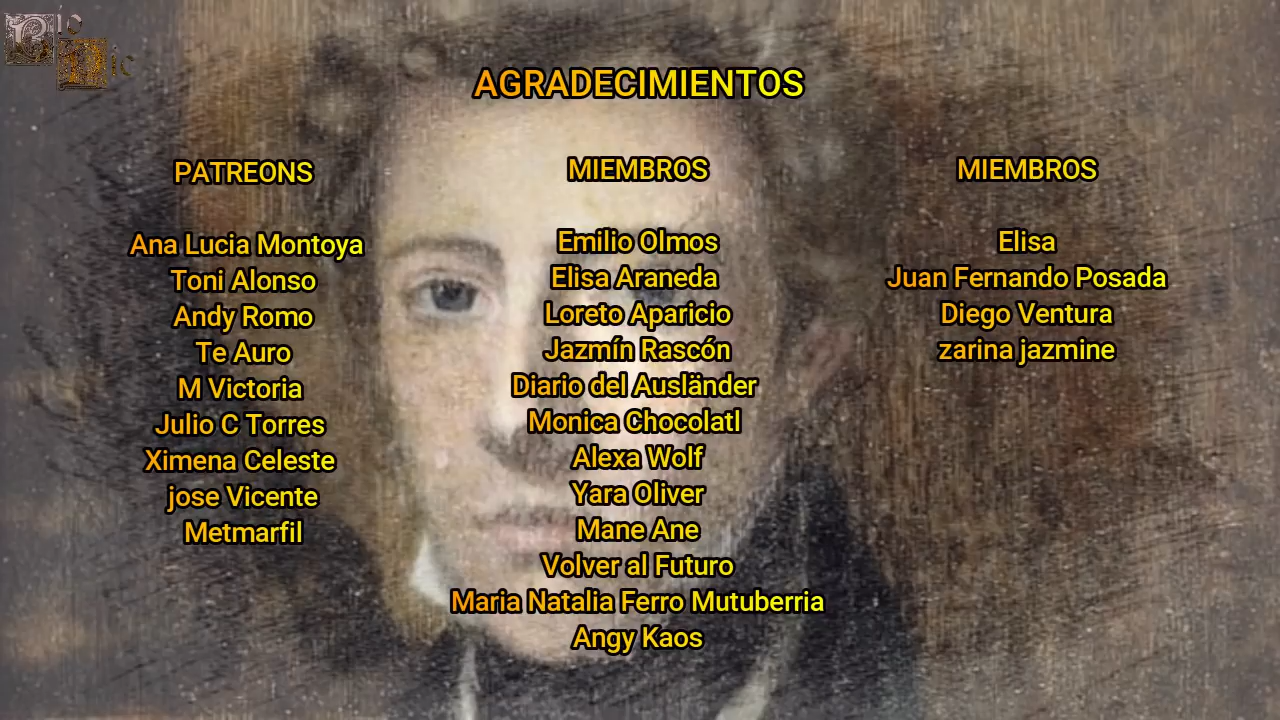 Bio
Dic
AGRADECIMIENTOS
PATREONS
Ana Lucia Montoya
Toni Alonso
Andy Romo
Te Auro
M Victoria
Julio C Torres
Ximena Celeste
jose Vicente
Metmarfil
MIEMBROS
Emilio Olmos
Elisa Araneda
Loreto Aparicio
Jazmín Rascón
Diario del Ausländer
Monica Chocolatl
Alexa Wolf
Yara Oliver
Mane Ane
Volver al Futuro
Maria Natalia Ferro Mutuberria
Angy Kaos
MIEMBROS
Elisa
Juan Fernando Posada
Diego Ventura
zarina jazmine